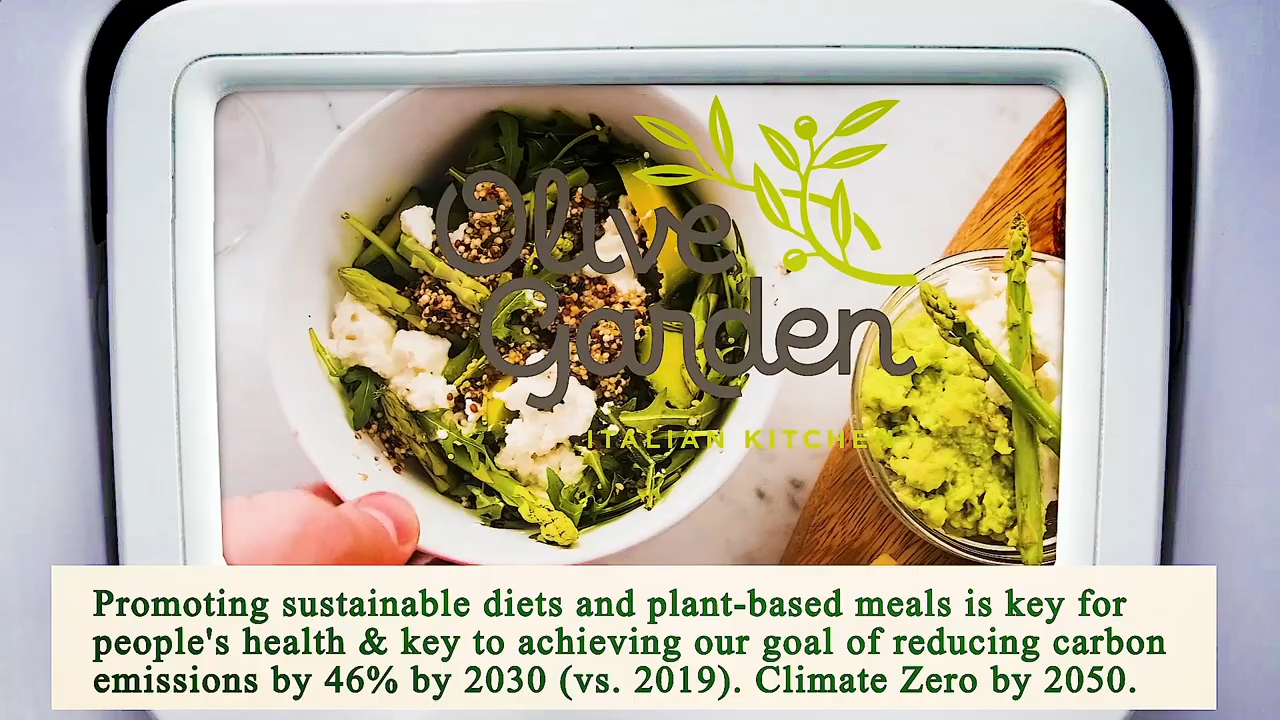 Olive
Garden
ITALIAN KITCHEN
Promoting sustainable diets and plant-based meals is key for
people's health & key to achieving our goal of reducing carbon
emissions by 46% by 2030 (vs. 2019). Climate Zero by 2050.